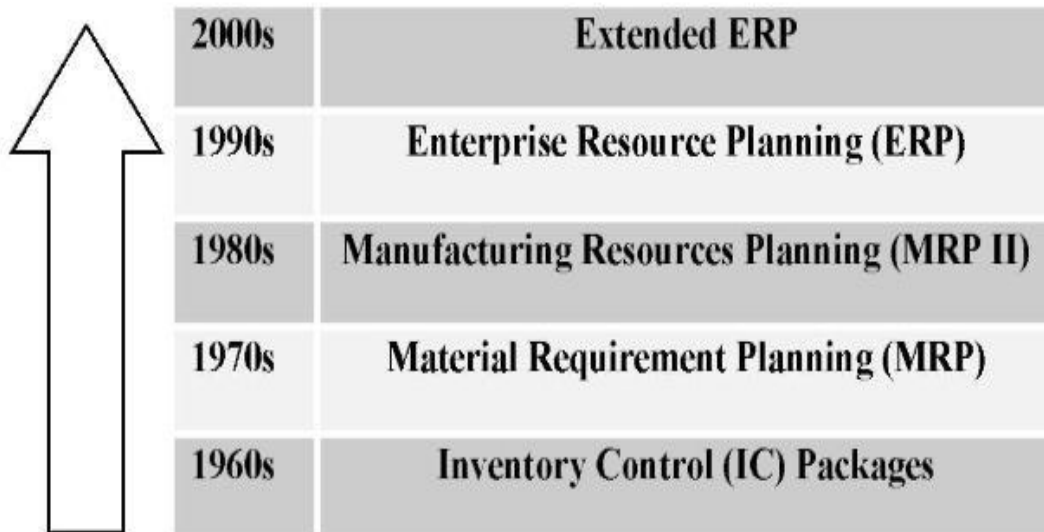 2000s Extended ERP
1990s Enterprise Resource Planning (ERP)
1980s Manufacturing Resources Planning (MRP II)
1970s Material Requirement Planning (MRP)
1960s Inventory Control (IC) Packages